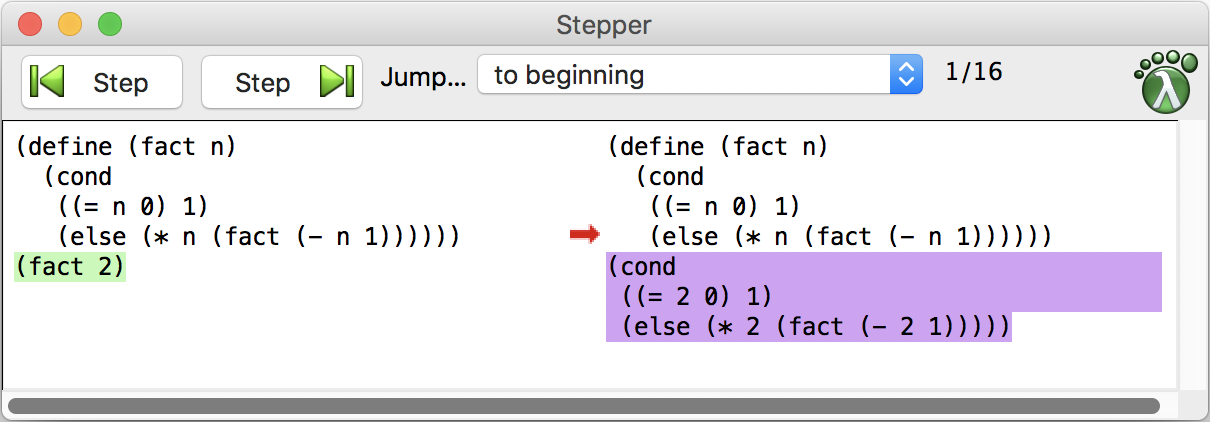 Stepper
Step
Step
Jump...
to beginning
1/16
λ
(define (fact n)
  (cond
   ((= n 0) 1)
   (else (* n (fact (- n 1))))))
(fact 2)
(define (fact n)
  (cond
   ((= n 0) 1)
   (else (* n (fact (- n 1))))))
(cond
 ((= 2 0) 1)
 (else (* 2 (fact (- 2 1)))))